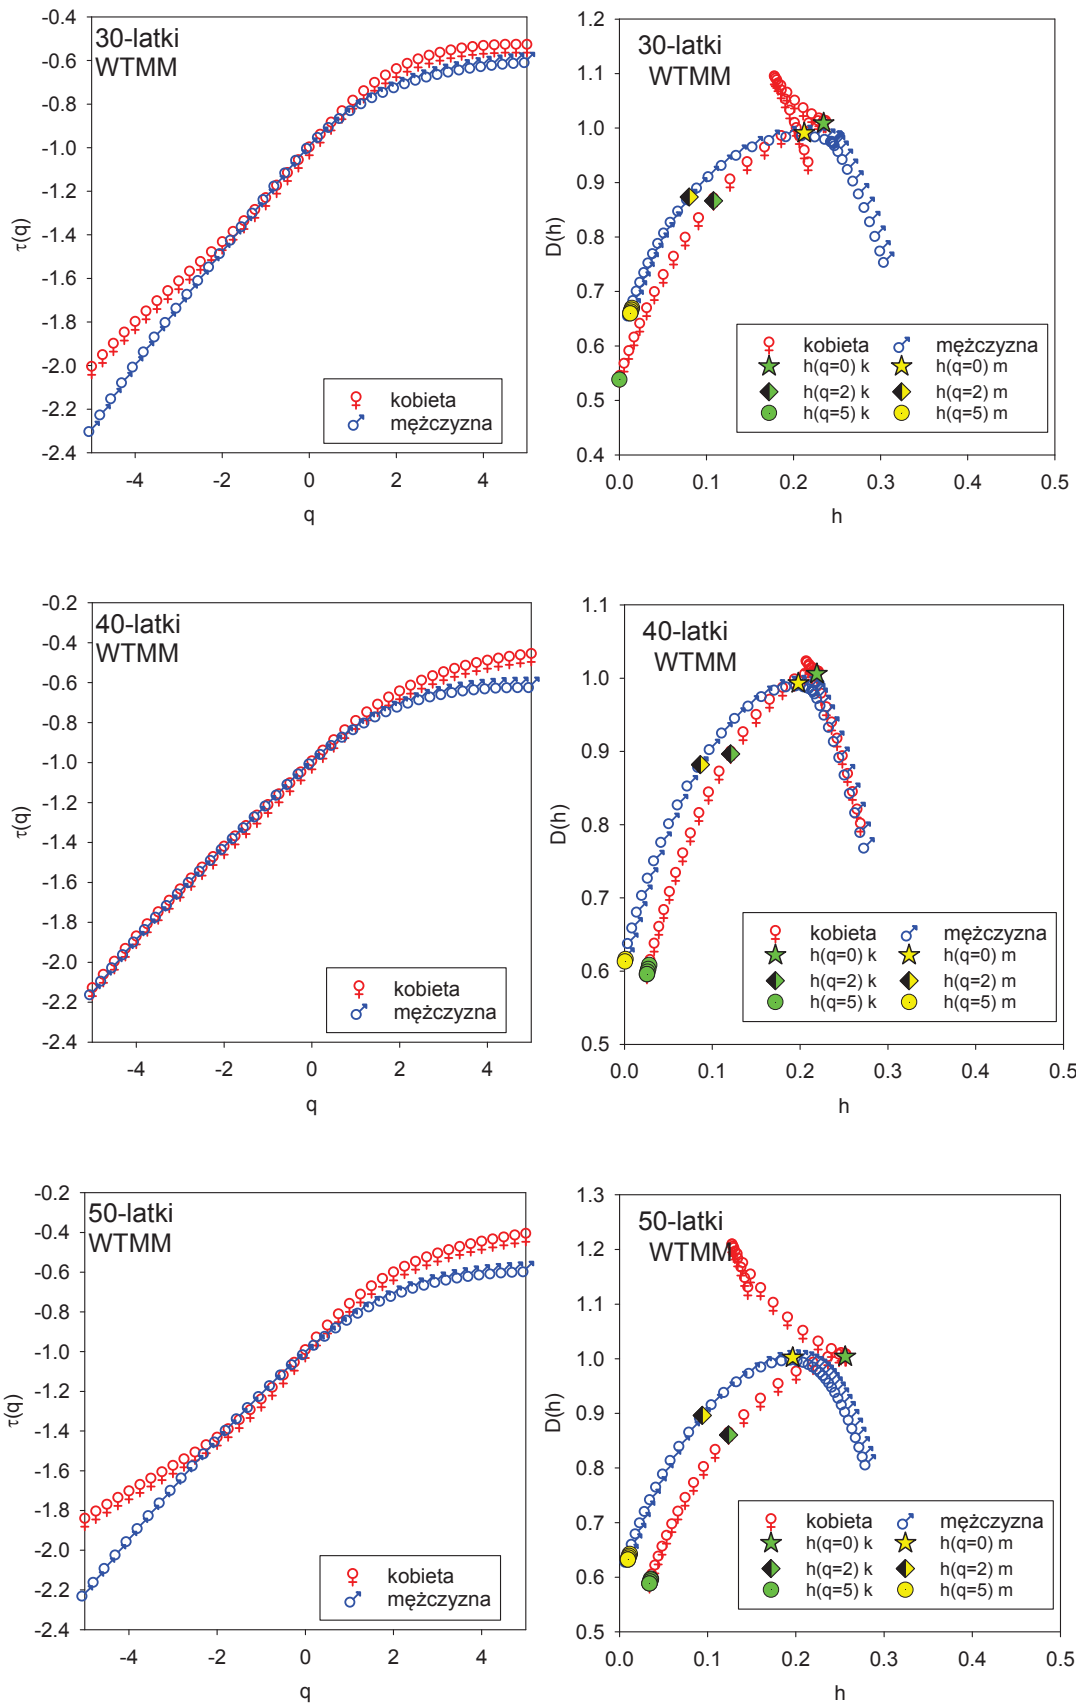 30-latki
WTMM
-0.4
-0.6
-0.8
-1.0
-1.2
-1.4
-1.6
-1.8
-2.0
-2.2
-2.4
τ(q)
-4
-2
0
2
4
q
kobieta
mężczyzna
30-latki
WTMM
1.2
1.1
1.0
0.9
0.8
0.7
0.6
0.5
0.4
D(h)
0.0
0.1
0.2
0.3
0.4
0.5
h
kobieta mężczyzna
h(q=0) k h(q=0) m
h(q=2) k h(q=2) m
h(q=5) k h(q=5) m
40-latki
WTMM
-0.2
-0.4
-0.6
-0.8
-1.0
-1.2
-1.4
-1.6
-1.8
-2.0
-2.2
-2.4
τ(q)
-4
-2
0
2
4
q
kobieta
mężczyzna
40-latki
WTMM
1.1
1.0
0.9
0.8
0.7
0.6
0.5
D(h)
0.0
0.1
0.2
0.3
0.4
0.5
h
kobieta mężczyzna
h(q=0) k h(q=0) m
h(q=2) k h(q=2) m
h(q=5) k h(q=5) m
50-latki
WTMM
-0.2
-0.4
-0.6
-0.8
-1.0
-1.2
-1.4
-1.6
-1.8
-2.0
-2.2
-2.4
τ(q)
-4
-2
0
2
4
q
kobieta
mężczyzna
50-latki
WTMM
1.3
1.2
1.1
1.0
0.9
0.8
0.7
0.6
0.5
D(h)
0.0
0.1
0.2
0.3
0.4
0.5
h
kobieta mężczyzna
h(q=0) k h(q=0) m
h(q=2) k h(q=2) m
h(q=5) k h(q=5) m